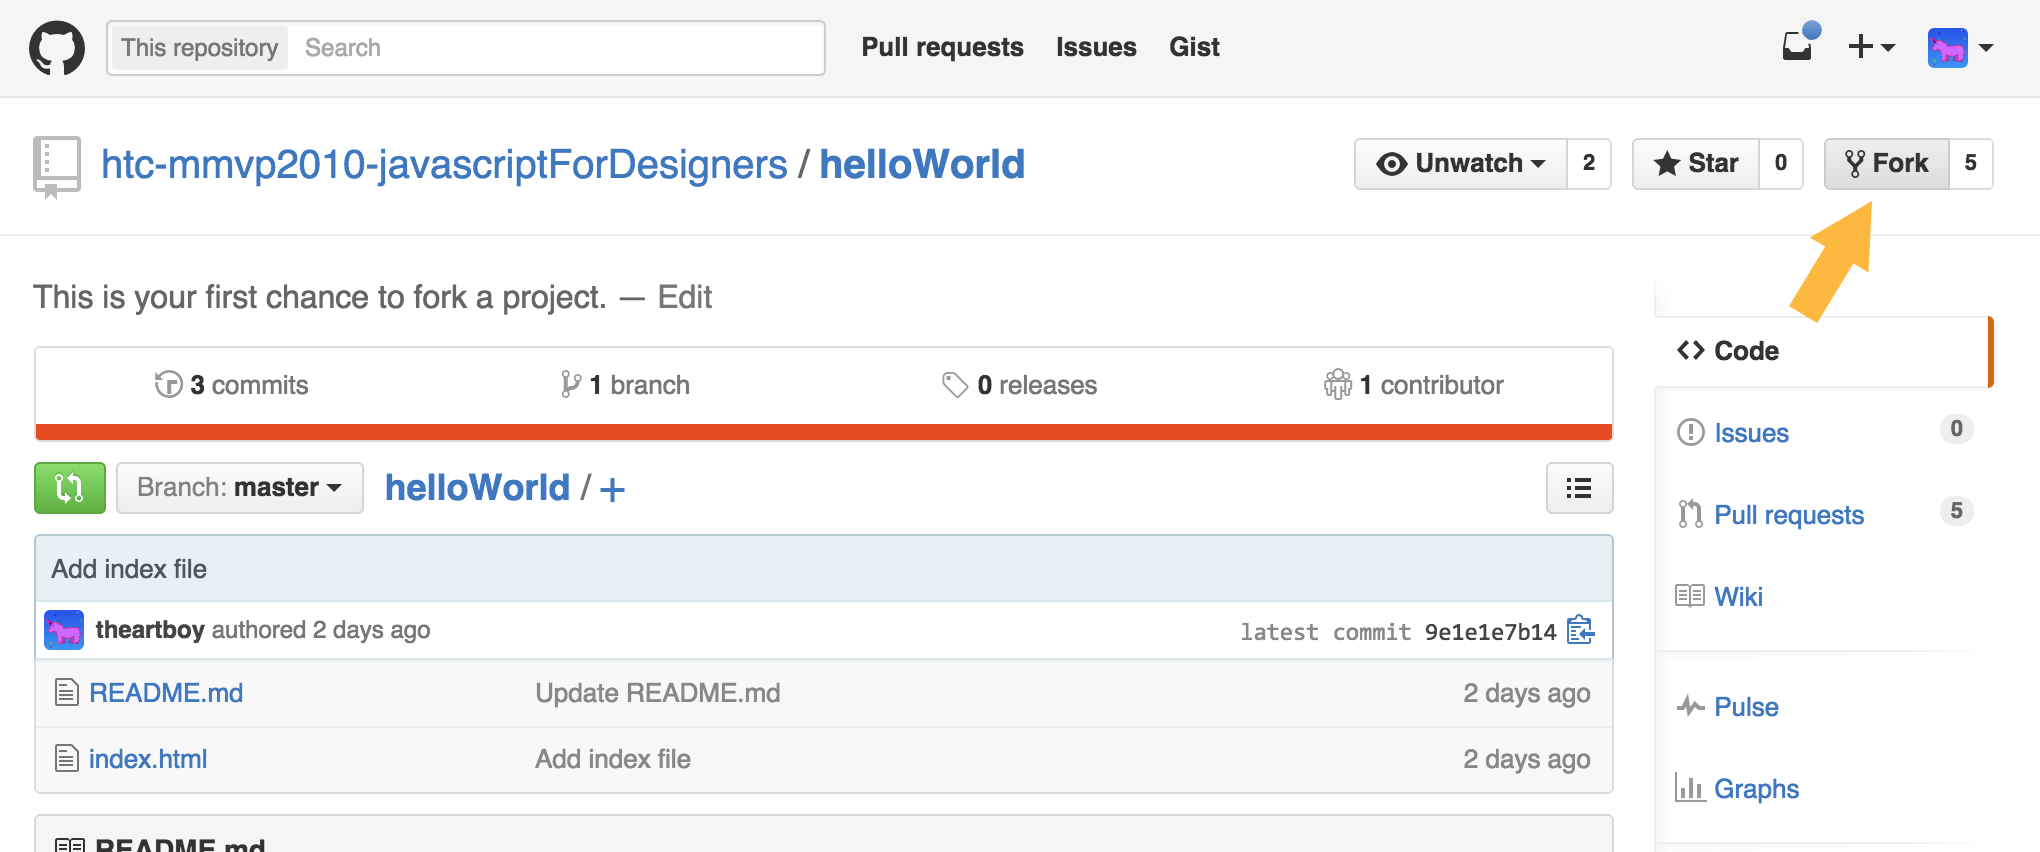 This repository Search Pull requests Issues Gist
htc-mmvp2010-javascriptForDesigners / helloWorld Unwatch 2 Star 0 Fork 5
This is your first chance to fork a project. — Edit
3 commits 1 branch 0 releases 1 contributor
Branch: master helloWorld / +
Add index file
theartboy authored 2 days ago latest commit 9e1e1e7b14
README.md Update README.md 2 days ago
index.html Add index file 2 days ago
README.md
Code
Issues 0
Pull requests 5
Wiki
Pulse
Graphs